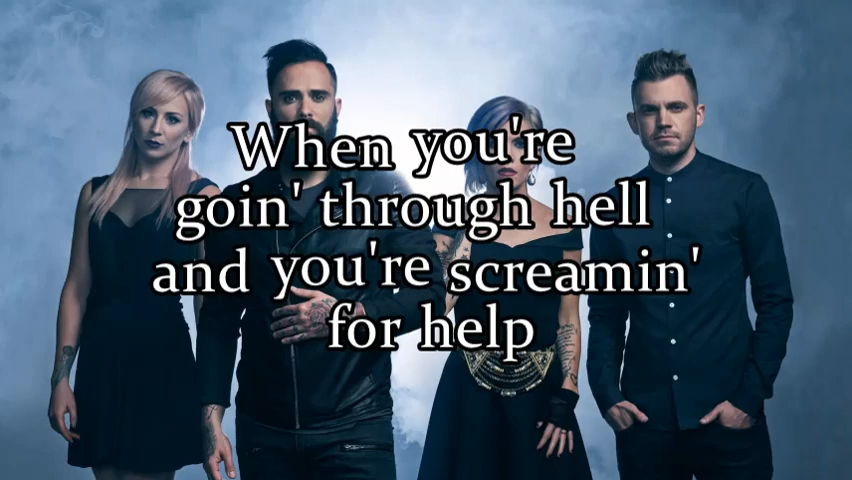 When you're
goin' through hell
and you're screamin'
for help